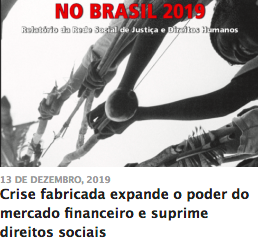 NO BRASIL 2019
Relatório da Rede Social de Justiça e Direitos Humanos
13 DE DEZEMBRO, 2019
Crise fabricada expande o poder do
mercado financeiro e suprime
direitos sociais